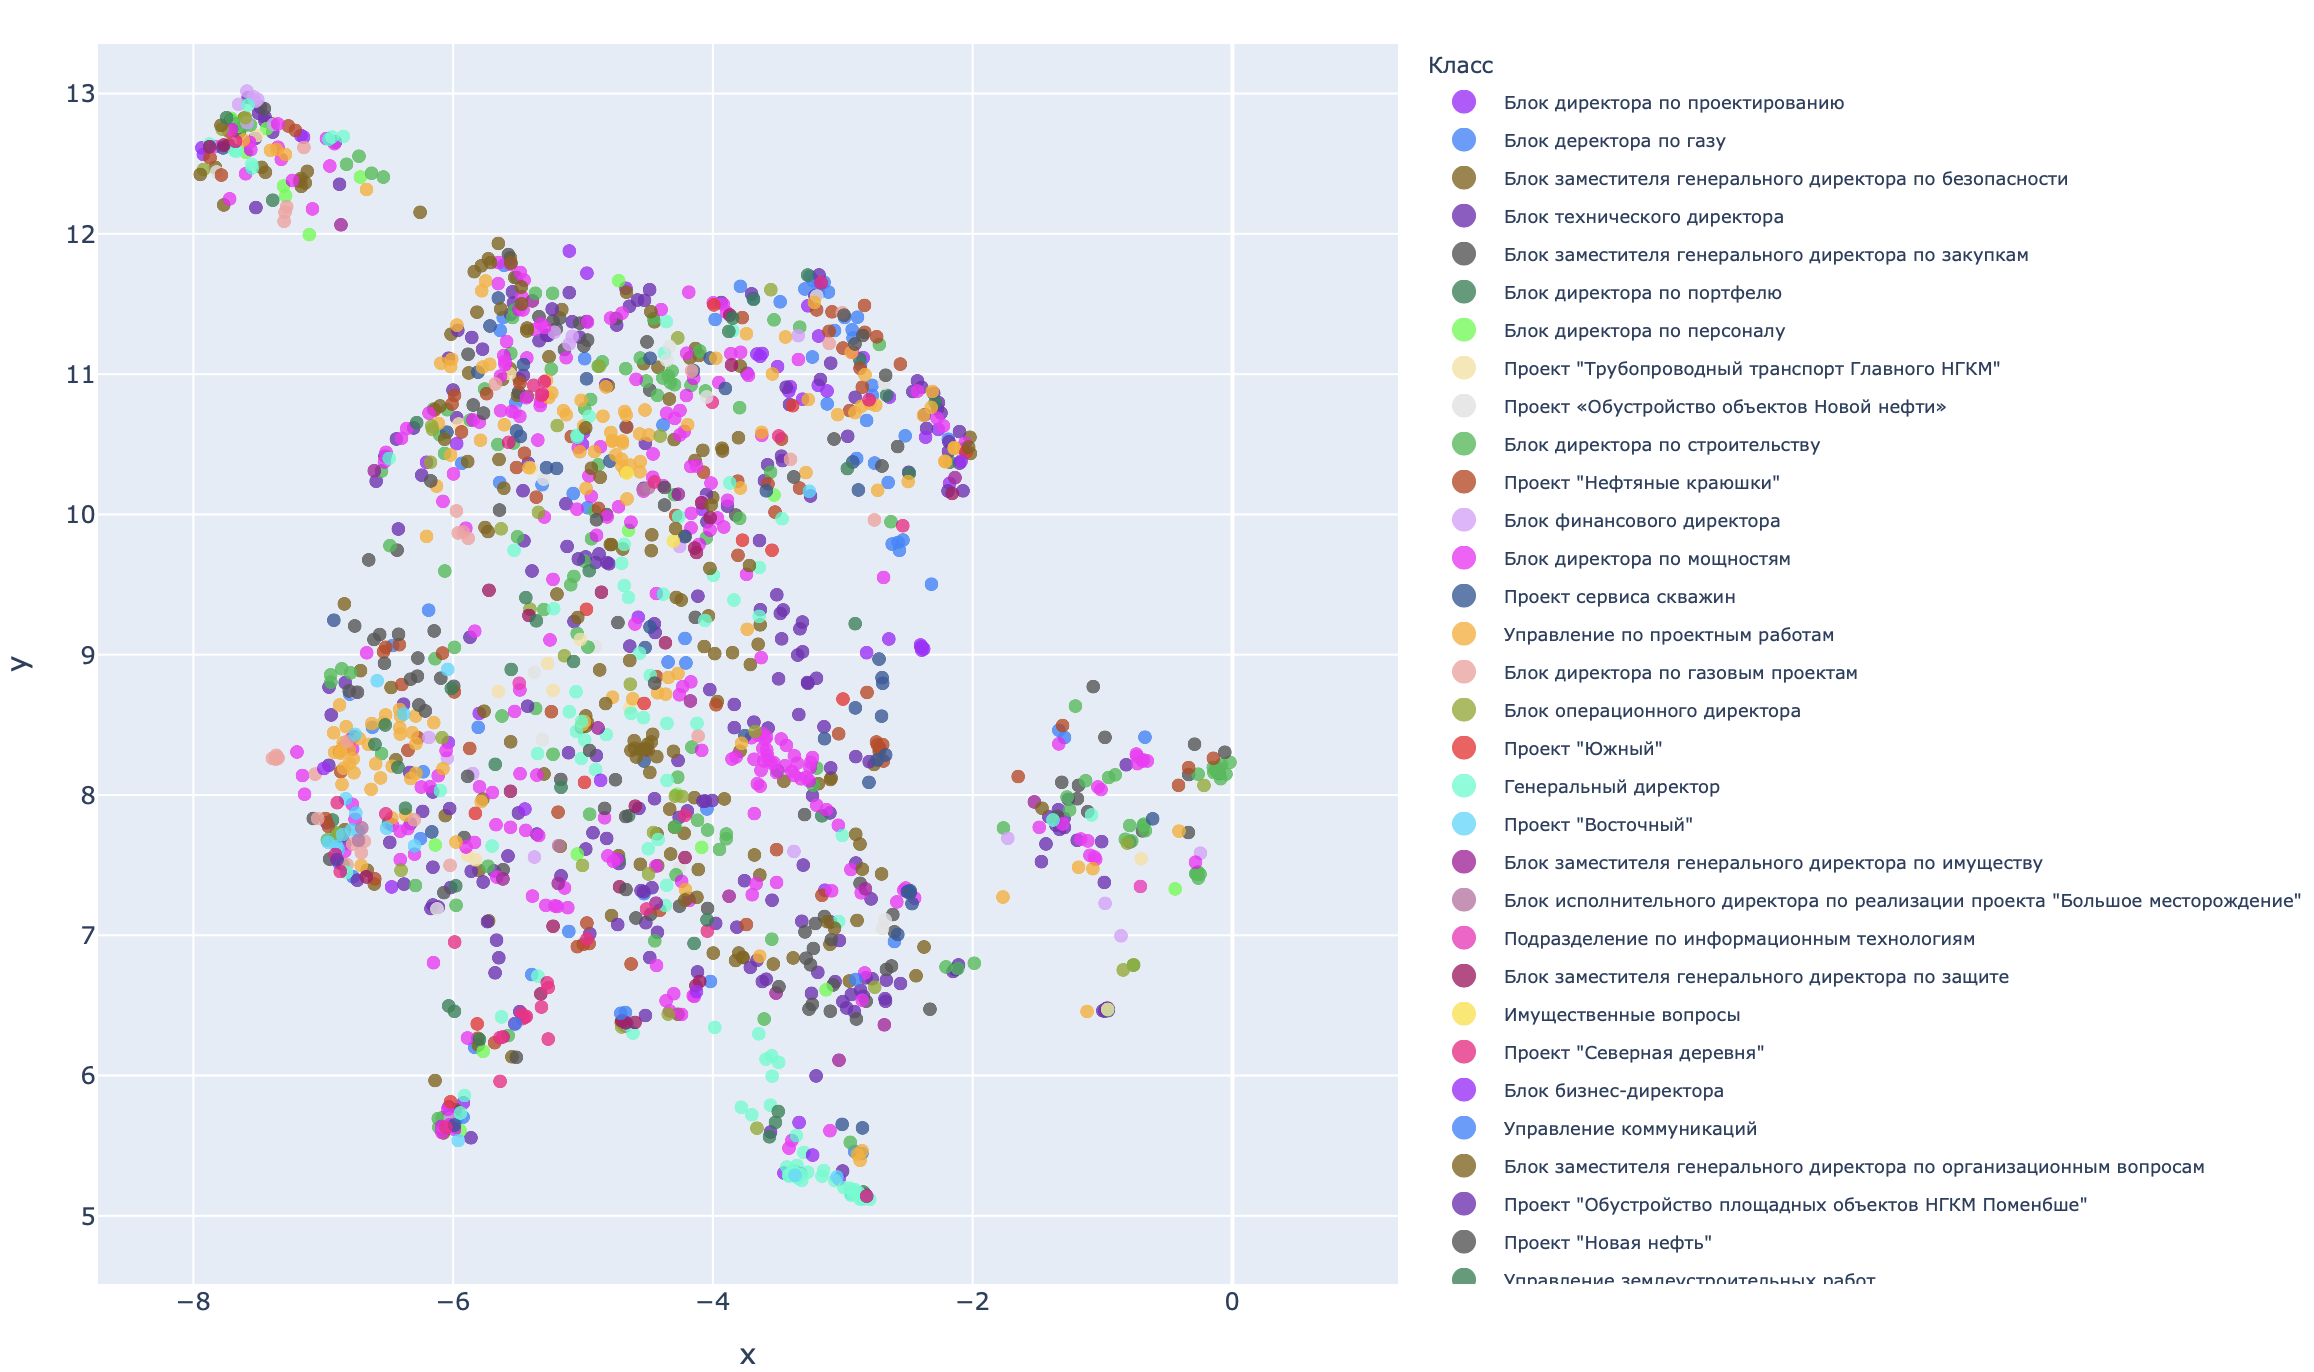 Класс
Блок директора по проектированию
Блок деректора по газу
Блок заместителя генерального директора по безопасности
Блок технического директора
Блок заместителя генерального директора по закупкам
Блок директора по портфелю
Блок директора по персоналу
Проект "Трубопроводный транспорт Главного НГКМ"
Проект «Обустройство объектов Новой нефти»
Блок директора по строительству
Проект "Нефтяные краюшки"
Блок финансового директора
Блок директора по мощностям
Проект сервиса скважин
Управление по проектным работам
Блок директора по газовым проектам
Блок операционного директора
Проект "Южный"
Генеральный директор
Проект "Восточный"
Блок заместителя генерального директора по имуществу
Блок исполнительного директора по реализации проекта "Большое месторождение"
Подразделение по информационным технологиям
Блок заместителя генерального директора по защите
Имущественные вопросы
Проект "Северная деревня"
Блок бизнес-директора
Управление коммуникаций
Блок заместителя генерального директора по организационным вопросам
Проект "Обустройство площадных объектов НГКМ Поменбше"
Проект "Новая нефть"
Управление землеустроительных работ
13
12
11
10
9
8
7
6
5
y
−8
−6
−4
−2
0
x